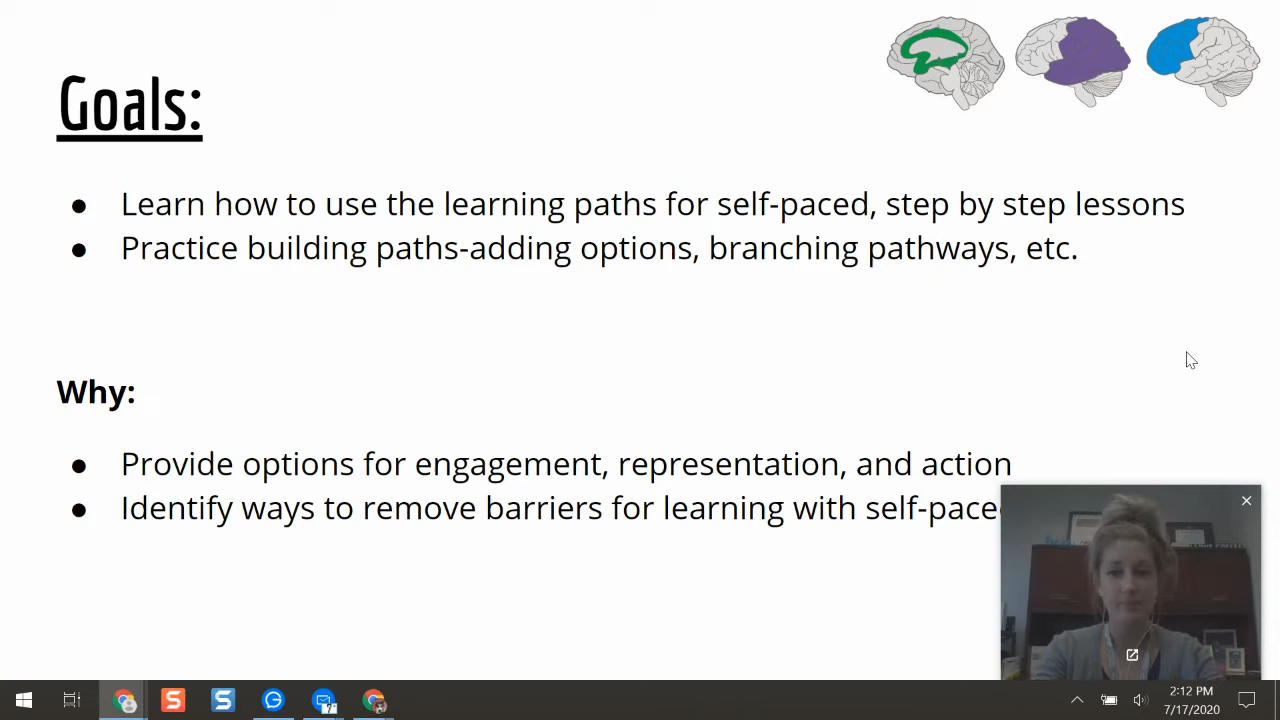 Goals:
● Learn how to use the learning paths for self-paced, step by step lessons
● Practice building paths-adding options, branching pathways, etc.
Why:
● Provide options for engagement, representation, and action
● Identify ways to remove barriers for learning with self-paced
2:12 PM
7/17/2020